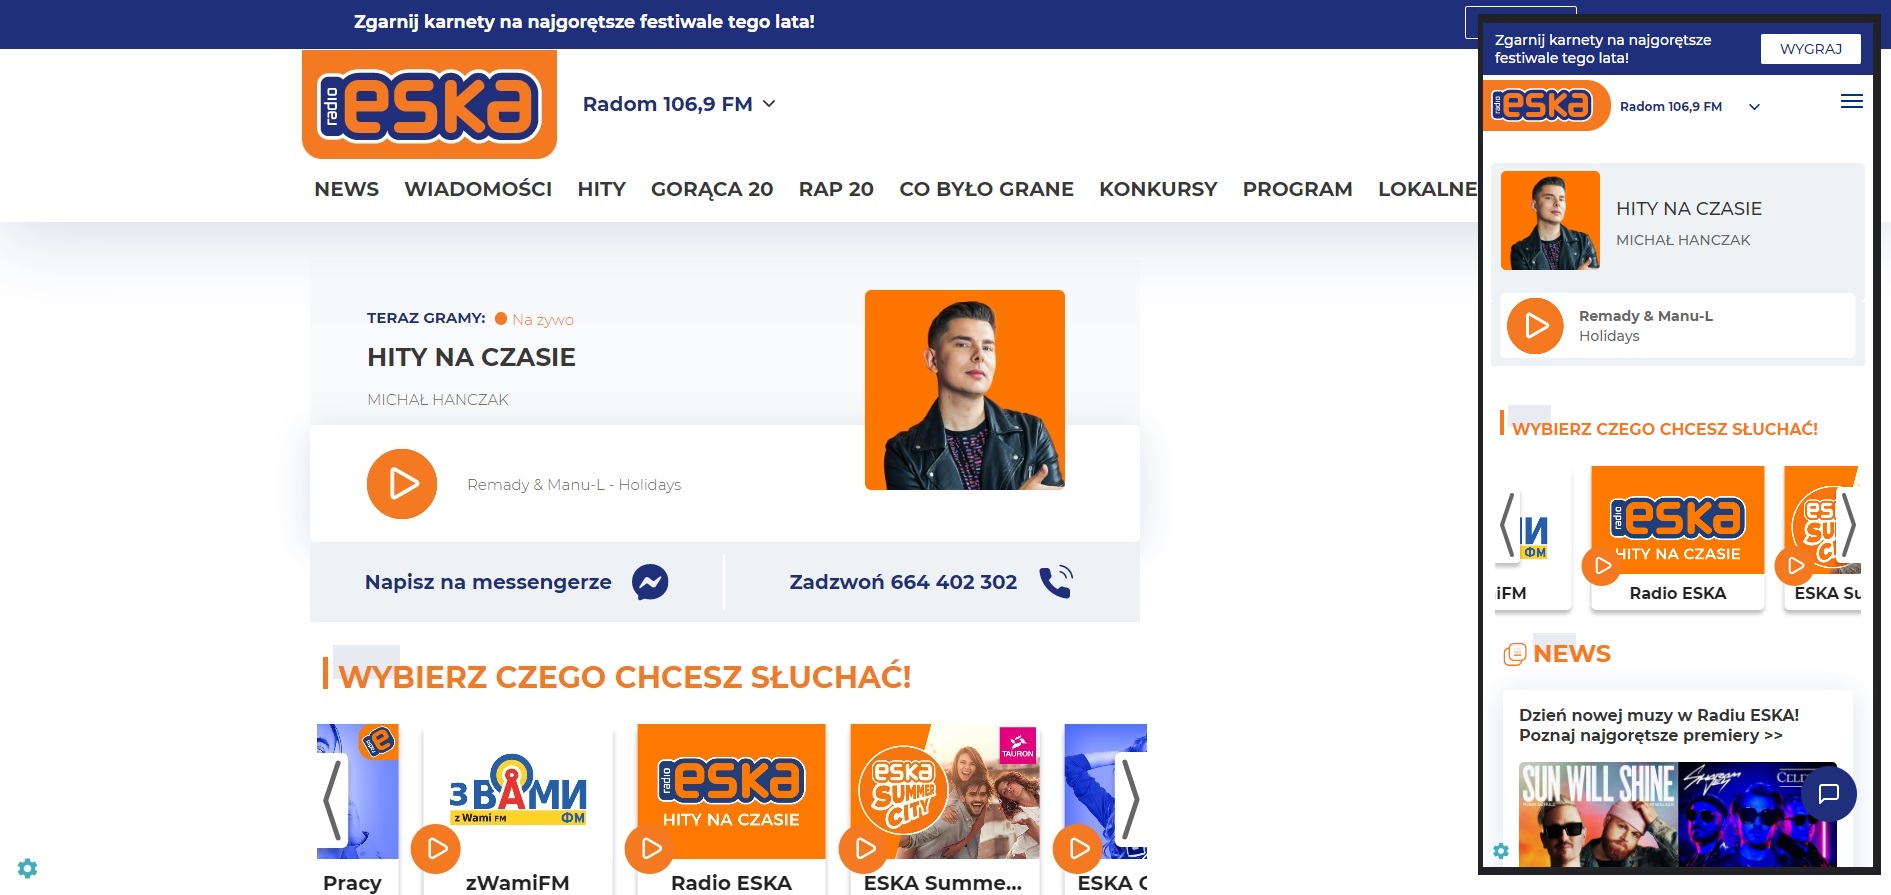 Zgarnij karnety na najgorętsze festiwale tego lata!
radio ESKA
Radom 106,9 FM
NEWS WIADOMOŚCI HITY GORĄCA 20 RAP 20 CO BYŁO GRANE KONKURSY PROGRAM LOKALNE
TERAZ GRAMY: Na żywo
HITY NA CZASIE
MICHAŁ HANCZAK
Remady & Manu-L - Holidays
Napisz na messengerze
Zadzwoń 664 402 302
WYBIERZ CZEGO CHCESZ SŁUCHAĆ!
З ВАМИ
z Wami FM ФМ
radio ESKA
HITY NA CZASIE
ESKA SUMMER CITY
TAURON
Pracy
zWamiFM
Radio ESKA
ESKA Summe...
ESKA
Zgarnij karnety na najgorętsze
festiwale tego lata!
WYGRAJ
radio ESKA
Radom 106,9 FM
HITY NA CZASIE
MICHAŁ HANCZAK
Remady & Manu-L
Holidays
WYBIERZ CZEGO CHCESZ SŁUCHAĆ!
ФМ
radio ESKA
HITY NA CZASIE
iFM
Radio ESKA
ESKA Su
NEWS
Dzień nowej muzy w Radiu ESKA!
Poznaj najgorętsze premiery >>
SUN WILL SHINE